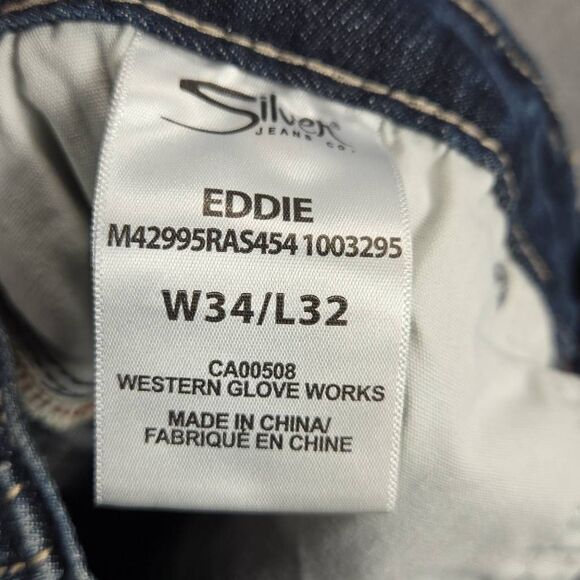 Silver
JEANS CO.
EDDIE
M42995RAS454 1003295
W34/L32
CA00508
WESTERN GLOVE WORKS
MADE IN CHINA/
FABRIQUÉ EN CHINE